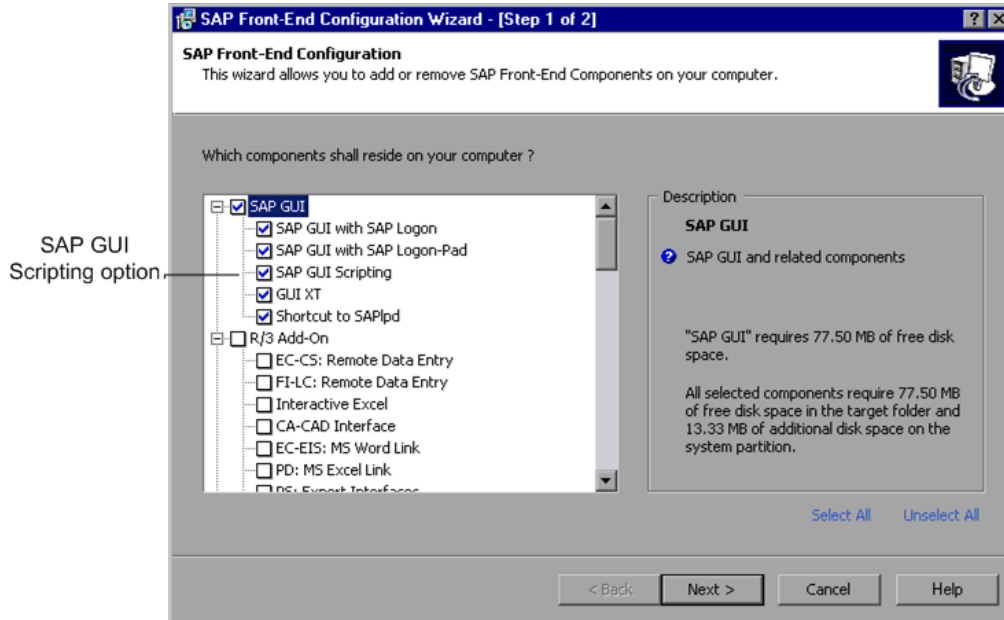 SAP Front-End Configuration Wizard - [Step 1 of 2]
SAP Front-End Configuration
This wizard allows you to add or remove SAP Front-End Components on your computer.
Which components shall reside on your computer ?
SAP GUI
Scripting option
SAP GUI
SAP GUI with SAP Logon
SAP GUI with SAP Logon-Pad
SAP GUI Scripting
GUI XT
Shortcut to SAPlpd
R/3 Add-On
EC-CS: Remote Data Entry
FI-LC: Remote Data Entry
Interactive Excel
CA-CAD Interface
EC-EIS: MS Word Link
PD: MS Excel Link
PS: Export Interfaces
Description
SAP GUI
SAP GUI and related components
"SAP GUI" requires 77.50 MB of free disk
space.
All selected components require 77.50 MB
of free disk space in the target folder and
13.33 MB of additional disk space on the
system partition.
Select All Unselect All
< Back Next > Cancel Help